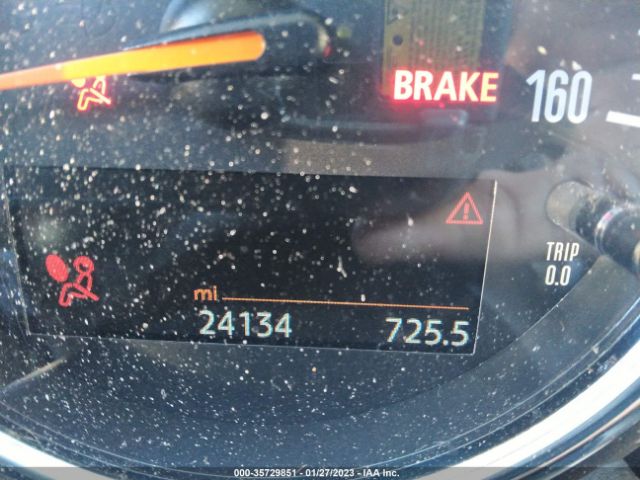 BRAKE
160
TRIP
0.0
mi
24134 725.5
000-35729851 — 01/27/2023 — IAA Inc.